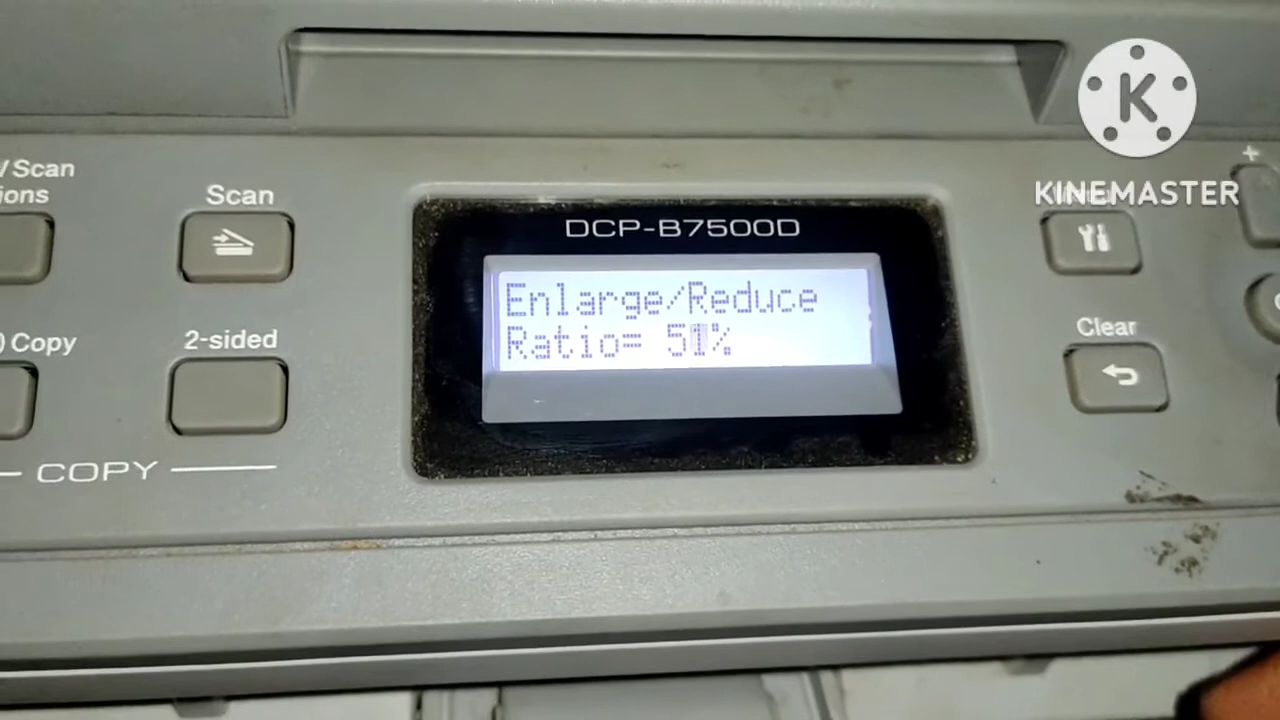 /Scan
ions
Scan
) Copy
2-sided
COPY
DCP-B7500D
Enlarge/Reduce
Ratio= 51%
K
KINEMASTER
Clear
+